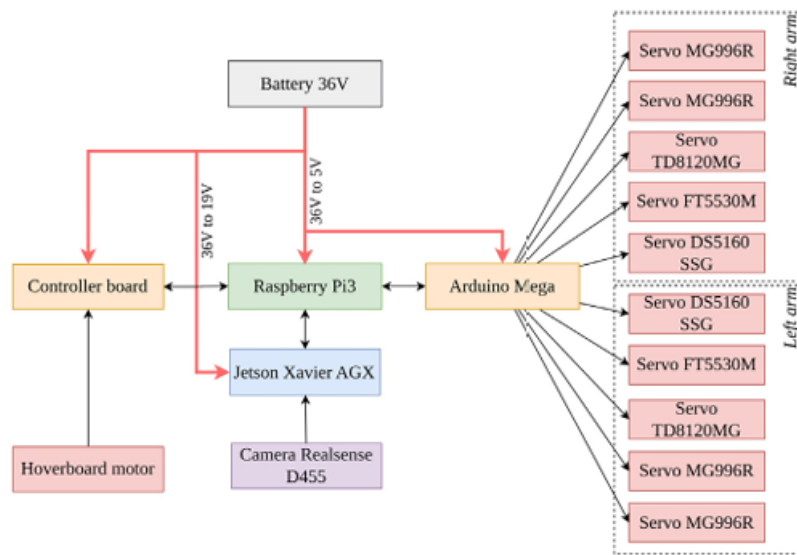 Battery 36V
36V to 19V
36V to 5V
Controller board
Raspberry Pi3
Arduino Mega
Jetson Xavier AGX
Hoverboard motor
Camera Realsense
D455
Right arm
Servo MG996R
Servo MG996R
Servo
TD8120MG
Servo FT5530M
Servo DS5160
SSG
Left arm
Servo DS5160
SSG
Servo FT5530M
Servo
TD8120MG
Servo MG996R
Servo MG996R